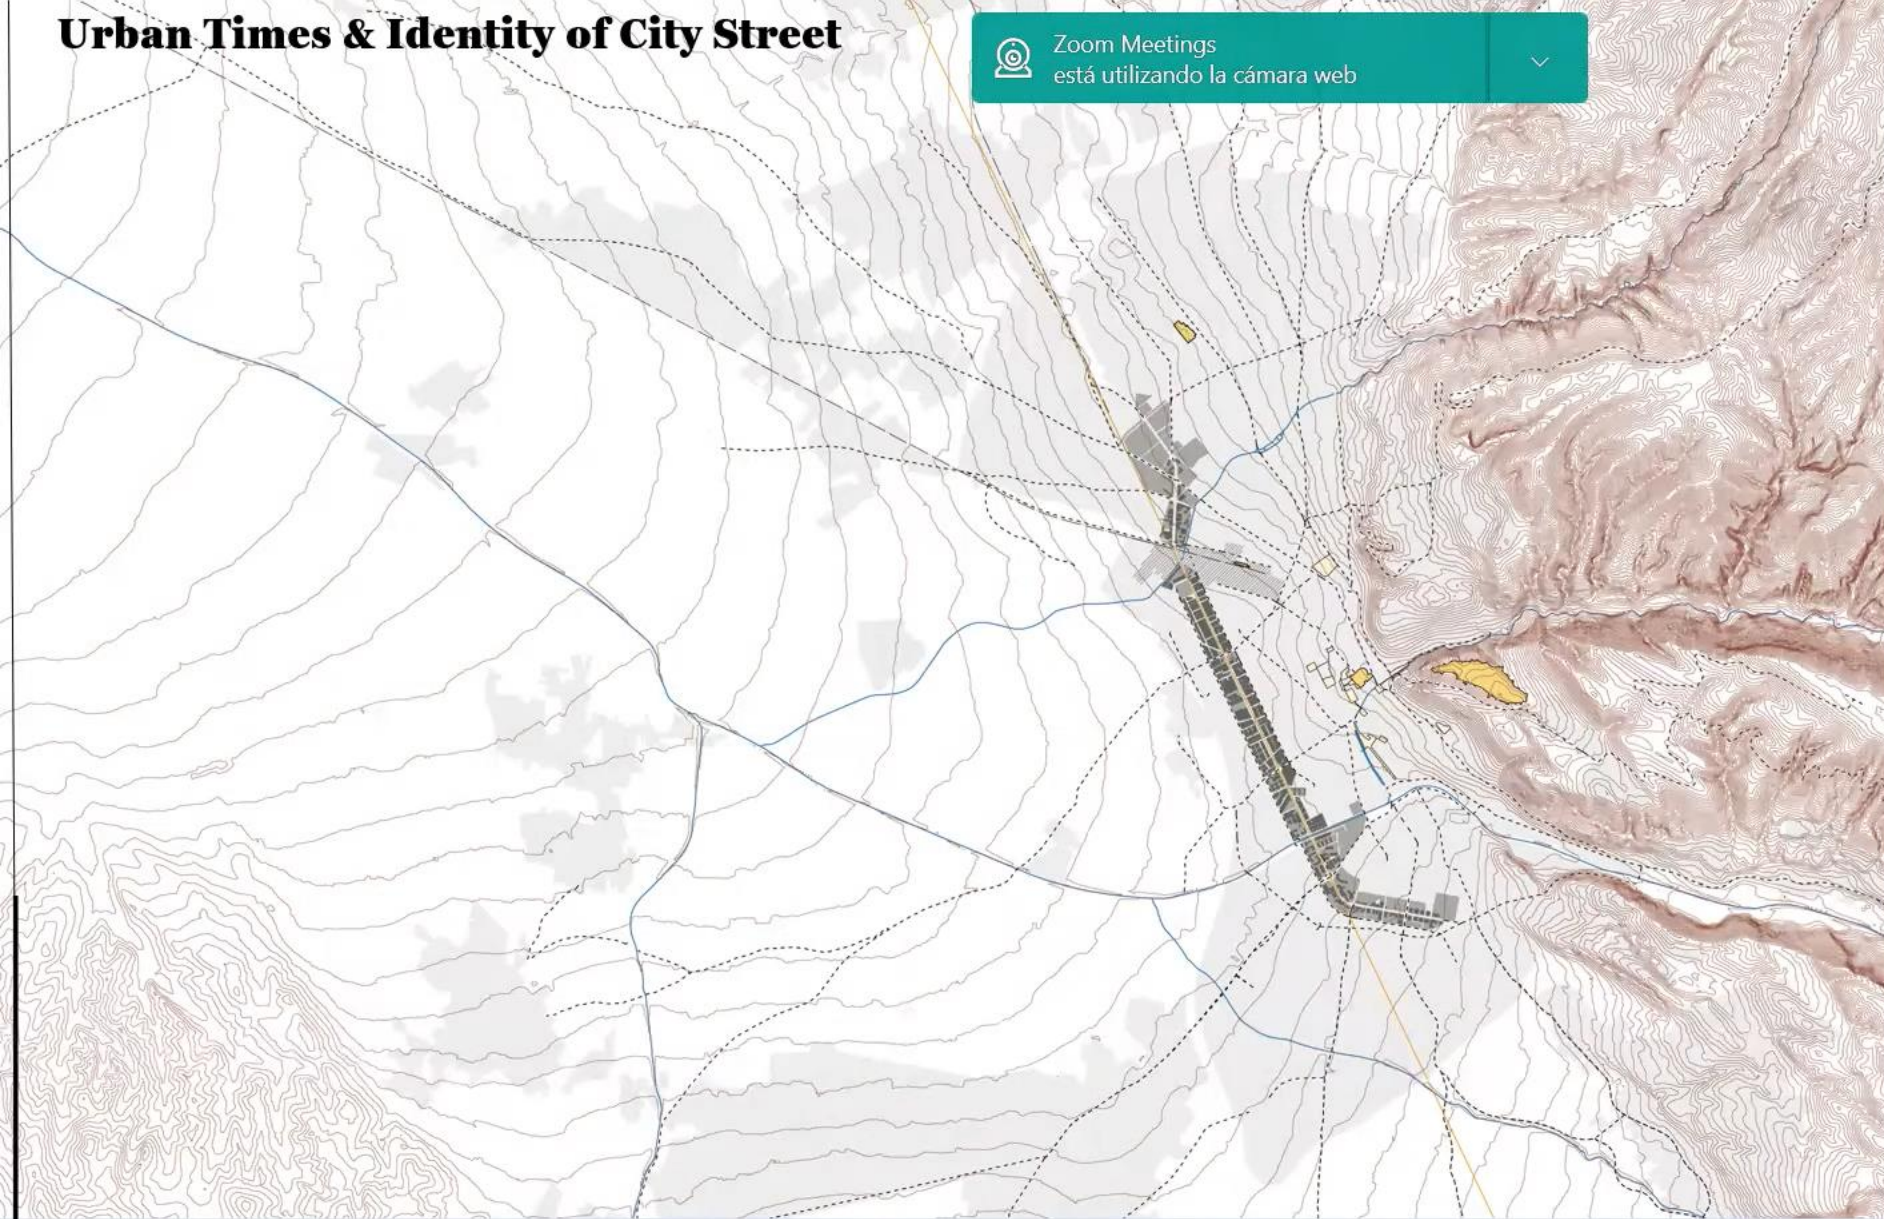 Urban Times & Identity of City Street
Zoom Meetings
está utilizando la cámara web